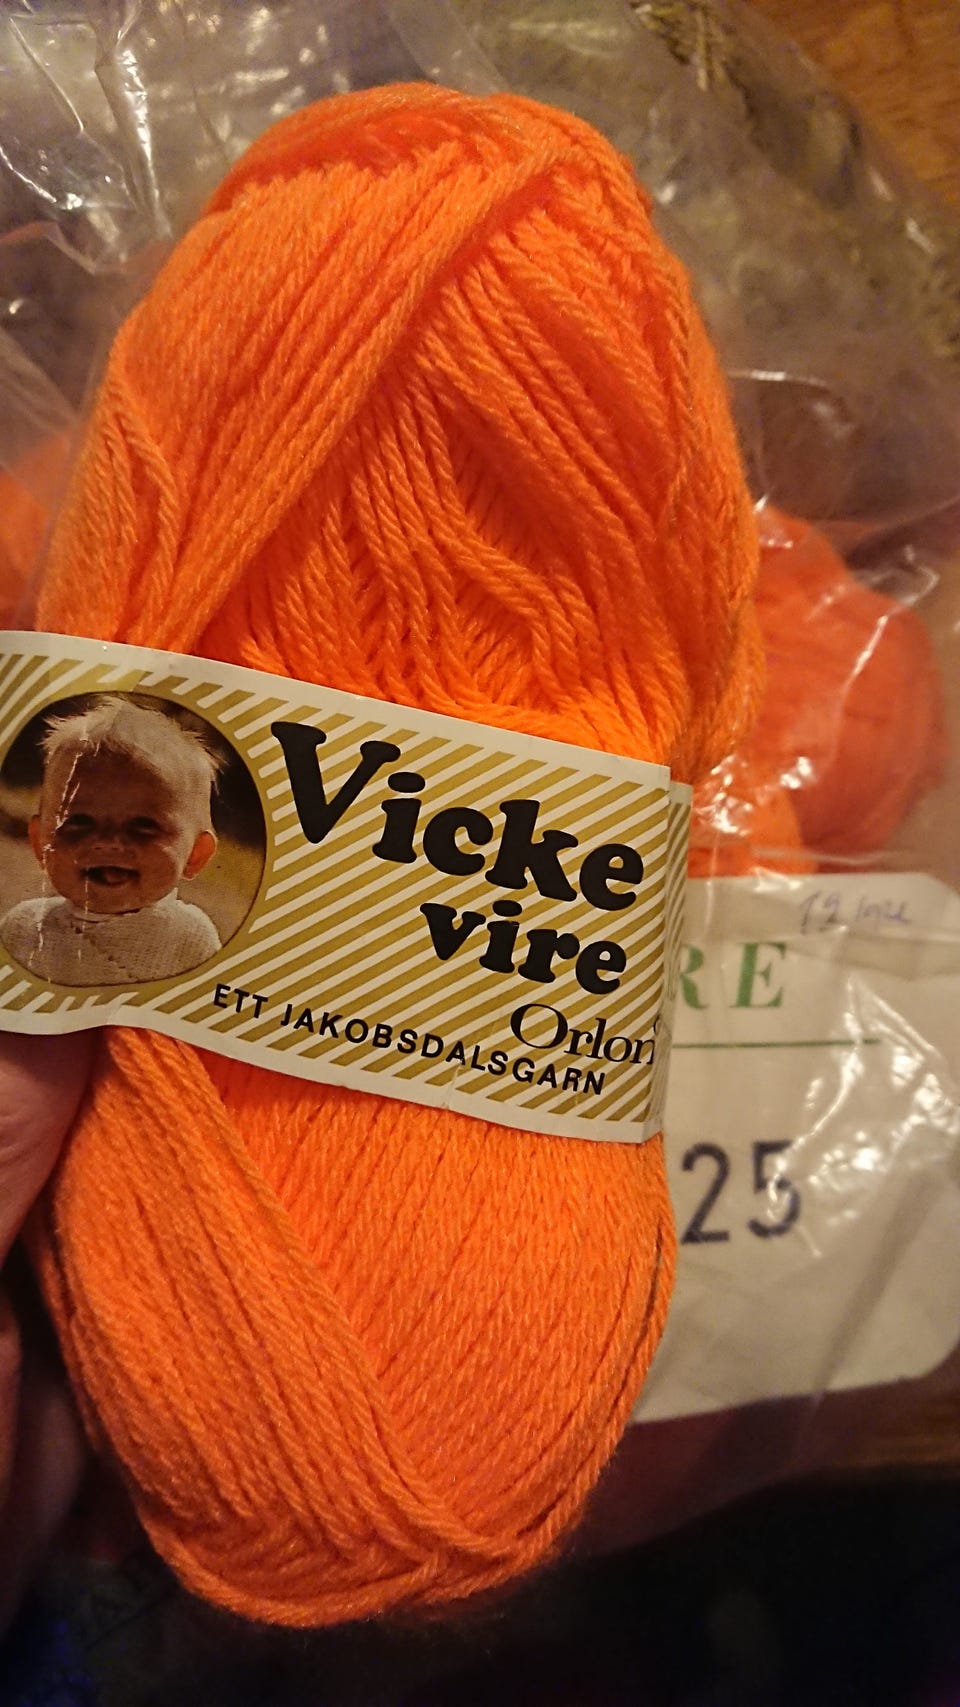 Vicke
vire
Orlon
ETT JAKOBSDALSGARN
RE
25